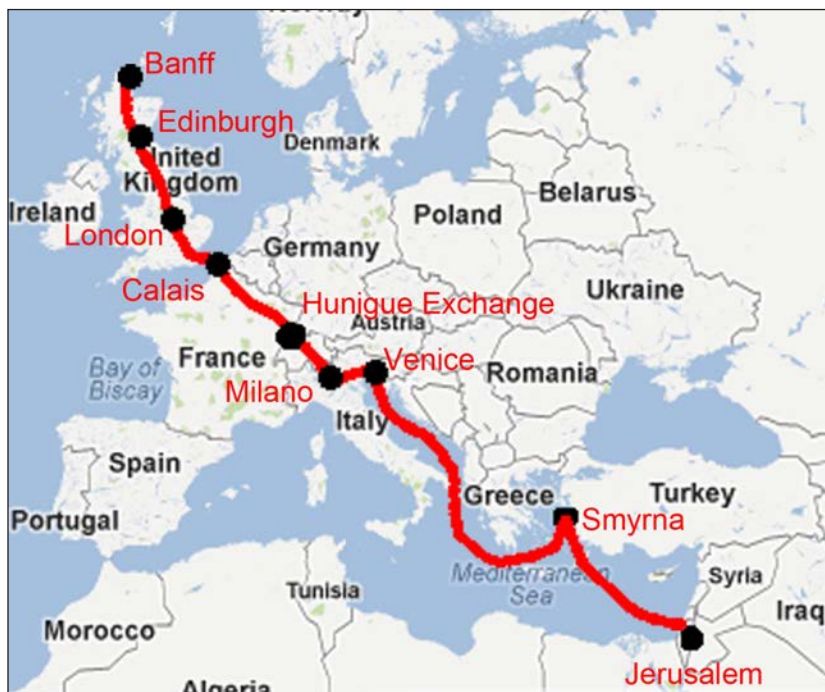 Norway
Banff
Edinburgh
Denmark
United
Kingdom
Belarus
Ireland
London
Poland
Germany
Calais
Ukraine
Hunigue Exchange
Austria
France
Venice
Bay of
Biscay
Milano
Romania
Italy
Spain
Portugal
Greece
Turkey
Smyrna
Mediterranean
Sea
Syria
Tunisia
Iraq
Morocco
Jerusalem
Algeria